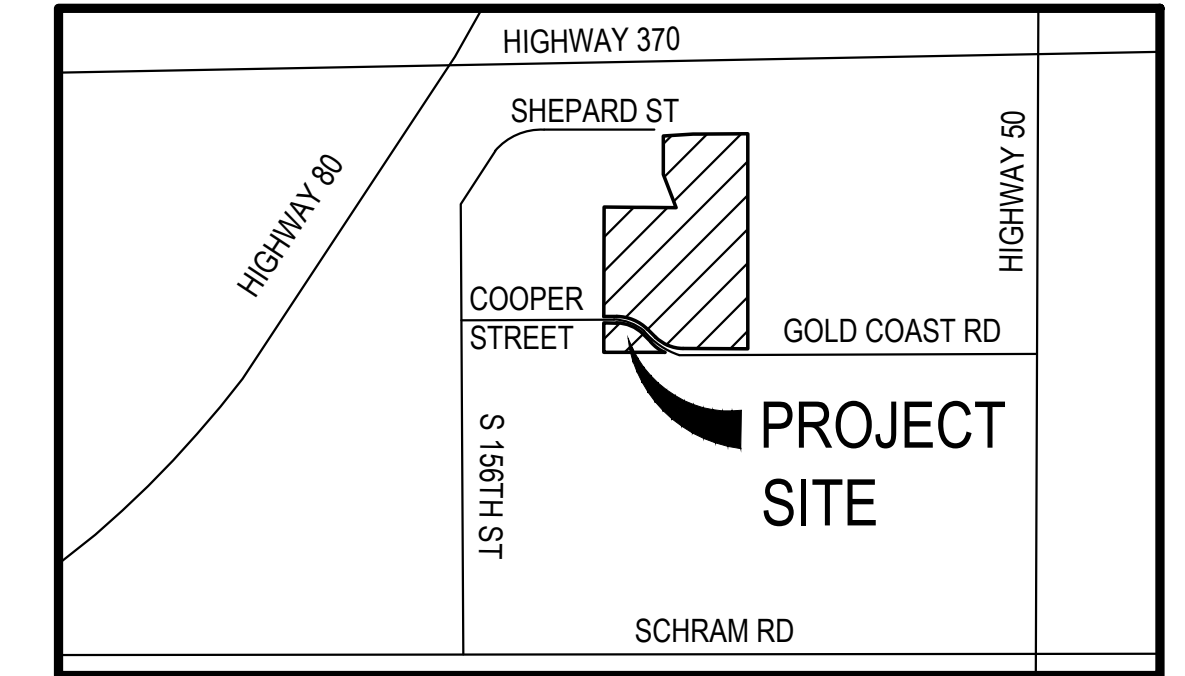 HIGHWAY 370
SHEPARD ST
HIGHWAY 80
HIGHWAY 50
COOPER
STREET
GOLD COAST RD
PROJECT
SITE
S 156TH ST
SCHRAM RD